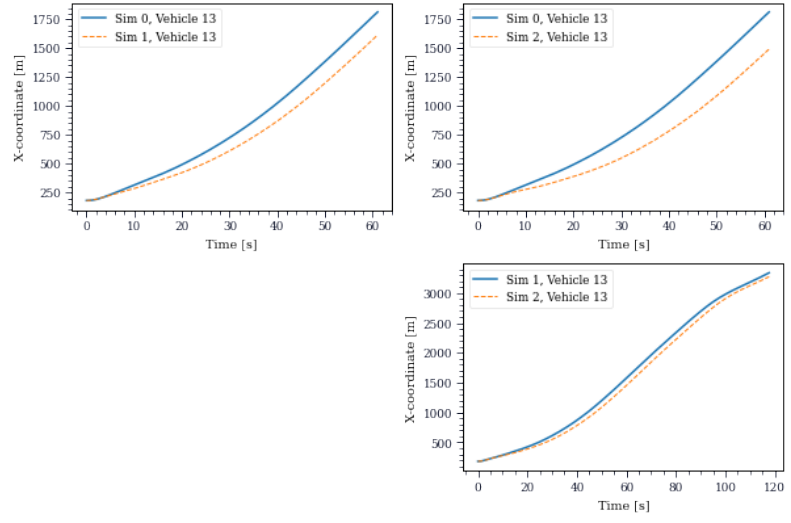 Sim 0, Vehicle 13
Sim 1, Vehicle 13
1750
1500
1250
1000
750
500
250
X-coordinate [m]
0 10 20 30 40 50 60
Time [s]
Sim 0, Vehicle 13
Sim 2, Vehicle 13
1750
1500
1250
1000
750
500
250
X-coordinate [m]
0 10 20 30 40 50 60
Time [s]
Sim 1, Vehicle 13
Sim 2, Vehicle 13
3000
2500
2000
1500
1000
500
X-coordinate [m]
0 20 40 60 80 100 120
Time [s]